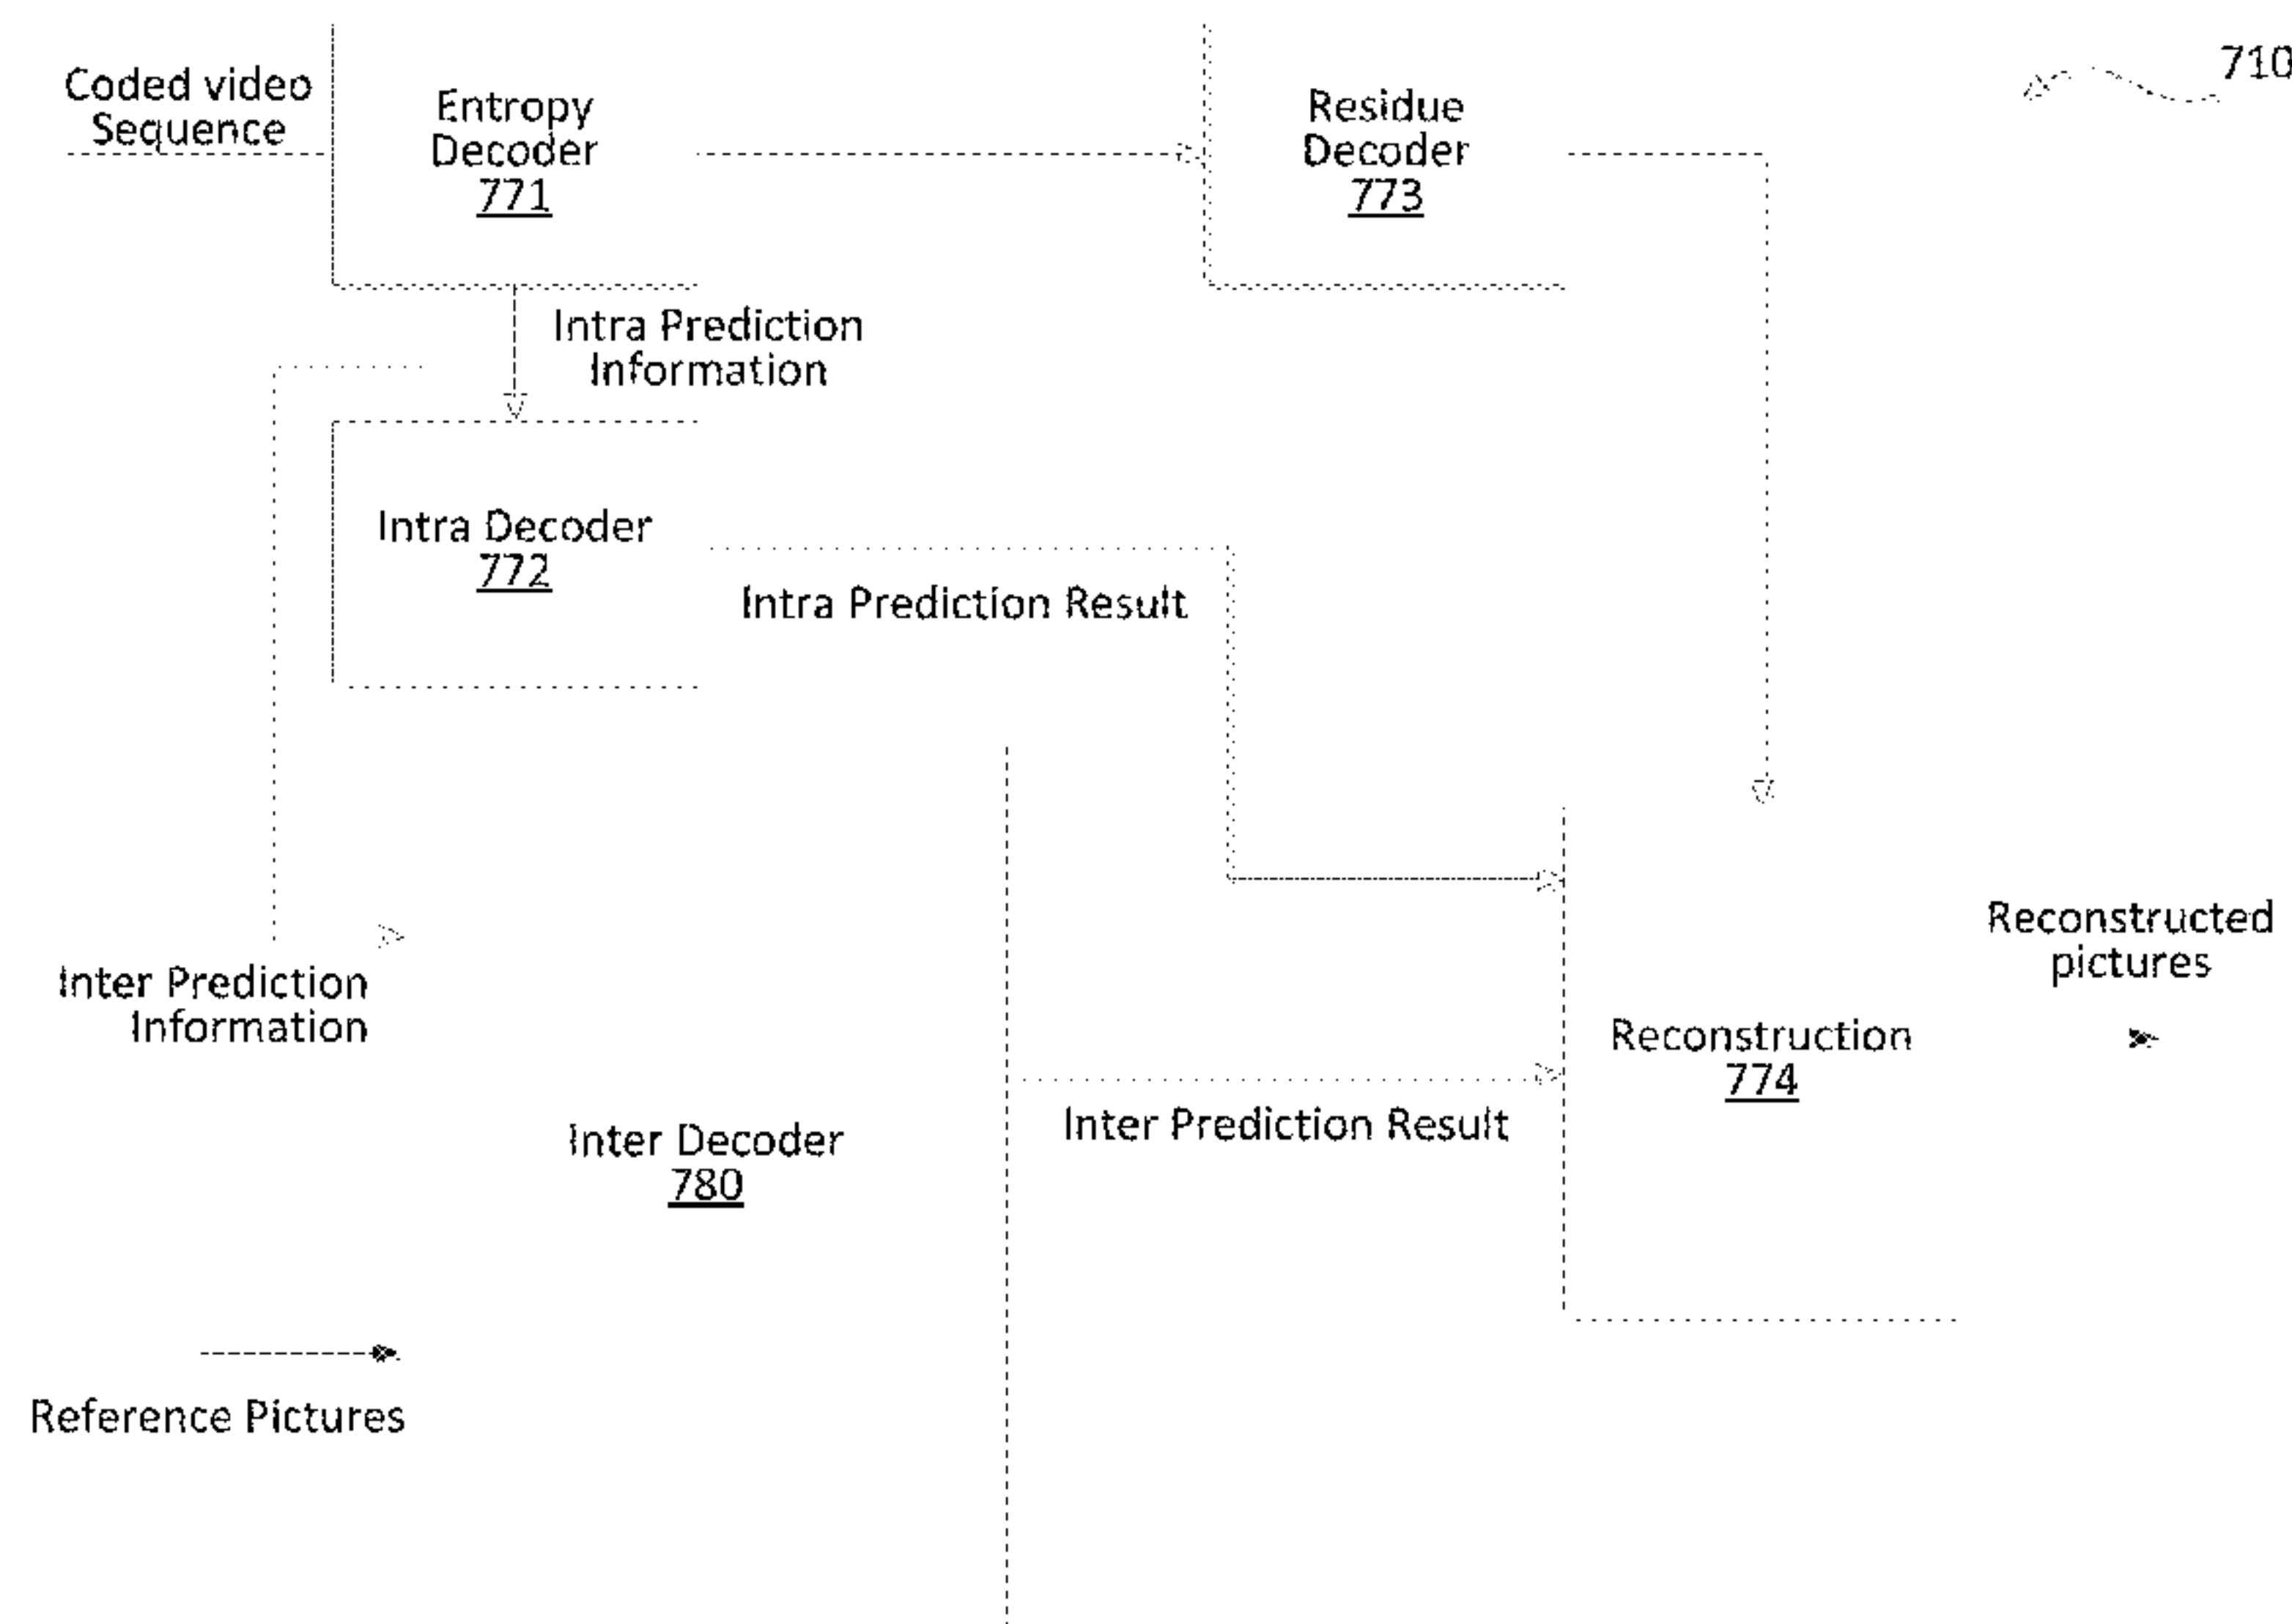 Coded video
Sequence
Entropy
Decoder
771
Residue
Decoder
773
710
Intra Prediction
Information
Intra Decoder
772
Intra Prediction Result
Inter Prediction
Information
Reconstructed
pictures
Reconstruction
774
Inter Prediction Result
Inter Decoder
780
Reference Pictures